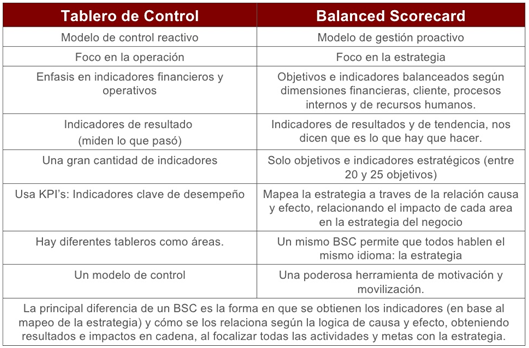 Tablero de Control
Balanced Scorecard
Modelo de control reactivo
Modelo de gestión proactivo
Foco en la operación
Foco en la estrategia
Enfasis en indicadores financieros y
operativos
Objetivos e indicadores balanceados según
dimensiones financieras, cliente, procesos
internos y de recursos humanos.
Indicadores de resultado
(miden lo que pasó)
Indicadores de resultados y de tendencia, nos
dicen que es lo que hay que hacer.
Una gran cantidad de indicadores
Solo objetivos e indicadores estratégicos (entre
20 y 25 objetivos)
Usa KPI's: Indicadores clave de desempeño
Mapea la estrategia a traves de la relación causa
y efecto, relacionando el impacto de cada area
en la estrategia del negocio
Hay diferentes tableros como áreas.
Un mismo BSC permite que todos hablen el
mismo idioma: la estrategia
Un modelo de control
Una poderosa herramienta de motivación y
movilización.
La principal diferencia de un BSC es la forma en que se obtienen los indicadores (en base al
mapeo de la estrategia) y cómo se los relaciona según la logica de causa y efecto, obteniendo
resultados e impactos en cadena, al focalizar todas las actividades y metas con la estrategia.